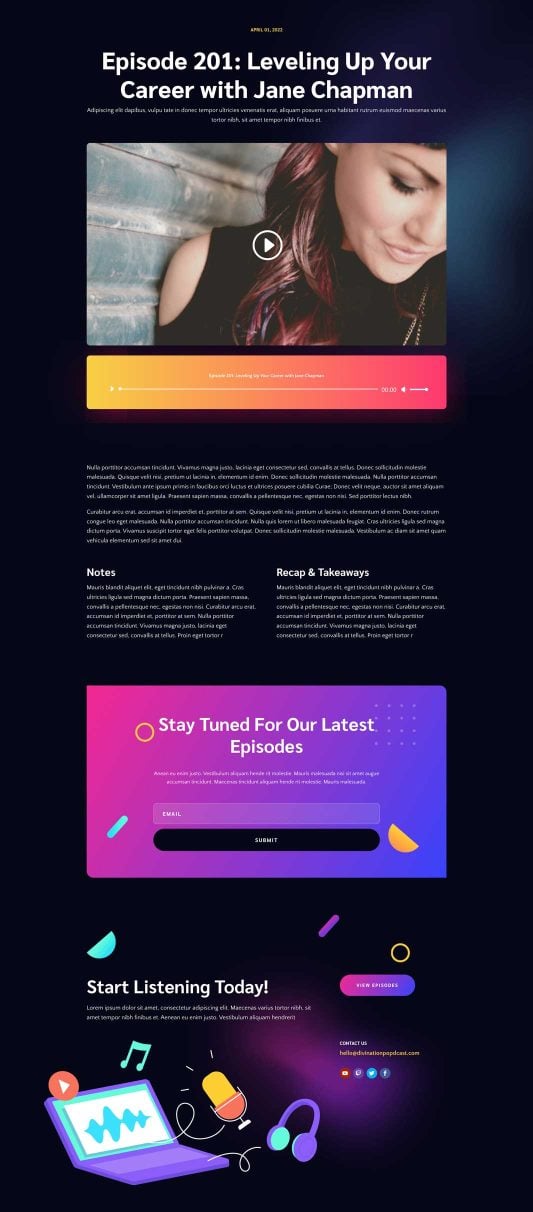 APRIL 01, 2022
Episode 201: Leveling Up Your
Career with Jane Chapman
Adipiscing elit dapibus, vulpu tate in donec tempor ultricies venenatis erat, aliquam posuere urna habitant rutrum euismod maecenas varius
tortor nibh, sit amet tempor nibh finibus et.
Episode 201: Leveling Up Your Career with Jane Chapman
00:00
Nulla porttitor accumsan tincidunt. Vivamus magna justo, lacinia eget consectetur sed, convallis at tellus. Donec sollicitudin molestie
malesuada. Quisque velit nisi, pretium ut lacinia in, elementum id enim. Donec sollicitudin molestie malesuada. Nulla porttitor accumsan
tincidunt. Vestibulum ante ipsum primis in faucibus orci luctus et ultrices posuere cubilia Curae; Donec velit neque, auctor sit amet aliquam
vel, ullamcorper sit amet ligula. Praesent sapien massa, convallis a pellentesque nec, egestas non nisi. Sed porttitor lectus nibh.
Curabitur arcu erat, accumsan id imperdiet et, porttitor at sem. Quisque velit nisi, pretium ut lacinia in, elementum id enim. Donec rutrum
congue leo eget malesuada. Nulla porttitor accumsan tincidunt. Nulla quis lorem ut libero malesuada feugiat. Cras ultricies ligula sed magna
dictum porta. Vivamus suscipit tortor eget felis porttitor volutpat. Donec sollicitudin molestie malesuada. Vestibulum ac diam sit amet quam
vehicula elementum sed sit amet dui.
Notes
Mauris blandit aliquet elit, eget tincidunt nibh pulvinar a. Cras
ultricies ligula sed magna dictum porta. Praesent sapien massa,
convallis a pellentesque nec, egestas non nisi. Curabitur arcu erat,
accumsan id imperdiet et, porttitor at sem. Nulla porttitor
accumsan tincidunt. Vivamus magna justo, lacinia eget
consectetur sed, convallis at tellus. Proin eget tortor r
Recap & Takeaways
Mauris blandit aliquet elit, eget tincidunt nibh pulvinar a. Cras
ultricies ligula sed magna dictum porta. Praesent sapien massa,
convallis a pellentesque nec, egestas non nisi. Curabitur arcu erat,
accumsan id imperdiet et, porttitor at sem. Nulla porttitor
accumsan tincidunt. Vivamus magna justo, lacinia eget
consectetur sed, convallis at tellus. Proin eget tortor r
Stay Tuned For Our Latest
Episodes
Aenean eu enim justo. Vestibulum aliquam hende rit molestie. Mauris malesuada nisi sit amet augue
accumsan tincidunt. Maecenas tincidunt aliquam hende rit molestie. Mauris malesuada.
EMAIL
SUBMIT
Start Listening Today!
Lorem ipsum dolor sit amet, consectetur adipiscing elit. Maecenas varius tortor nibh, sit
amet tempor nibh finibus et. Aenean eu enim justo. Vestibulum aliquam hendrerit
VIEW EPISODES
CONTACT US
hello@divinationpopdcast.com